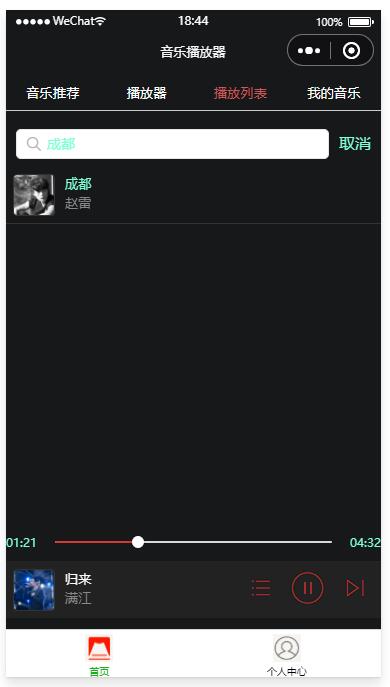 WeChat 18:44 100%
音乐播放器
音乐推荐 播放器 播放列表 我的音乐
成都 取消
成都
赵雷
01:21 04:32
归来
满江
首页 个人中心